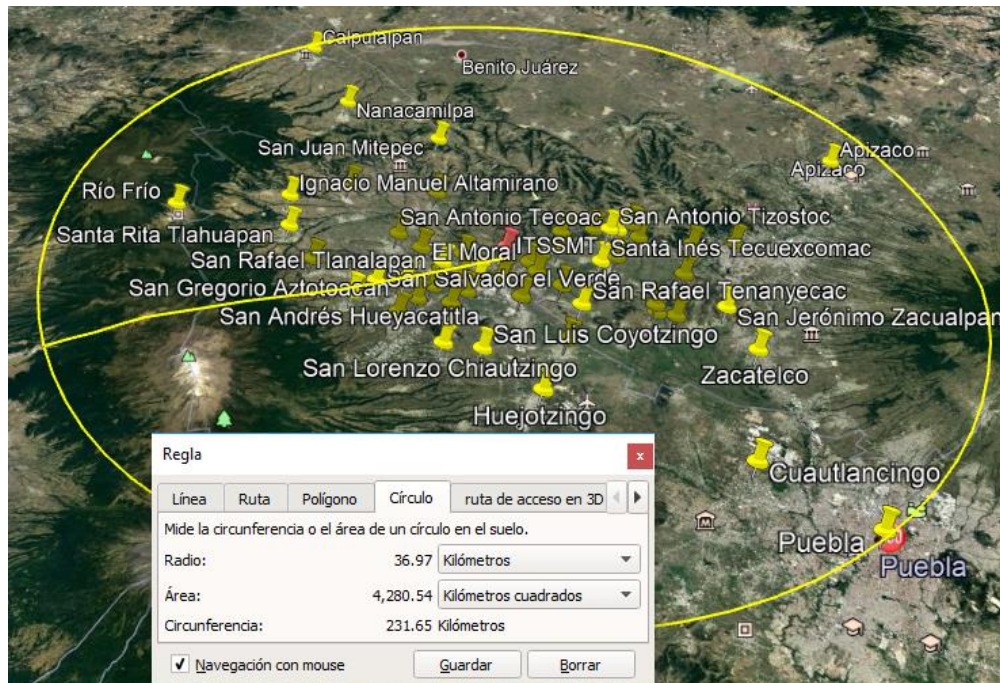 Calpulalpan
Benito Juárez
Nanacamilpa
San Juan Mitepec
Apizaco
Apizaco
Río Frío
Ignacio Manuel Altamirano
San Antonio Tecoac
San Antonio Tizostoc
Santa Rita Tlahuapan
El Moral
ITSSMT
Santa Inés Tecuexcomac
San Rafael Tlanalapan
San Salvador el Verde
San Gregorio Aztotoacan
San Rafael Tenanyecac
San Andrés Hueyacatitla
San Jerónimo Zacualpan
San Luis Coyotzingo
San Lorenzo Chiautzingo
Zacatelco
Huejotzingo
Cuautlancingo
Puebla
Puebla
Regla
x
Línea Ruta Polígono Círculo ruta de acceso en 3D
Mide la circunferencia o el área de un círculo en el suelo.
Radio: 36.97 Kilómetros
Área: 4,280.54 Kilómetros cuadrados
Circunferencia: 231.65 Kilómetros
Navegación con mouse Guardar Borrar